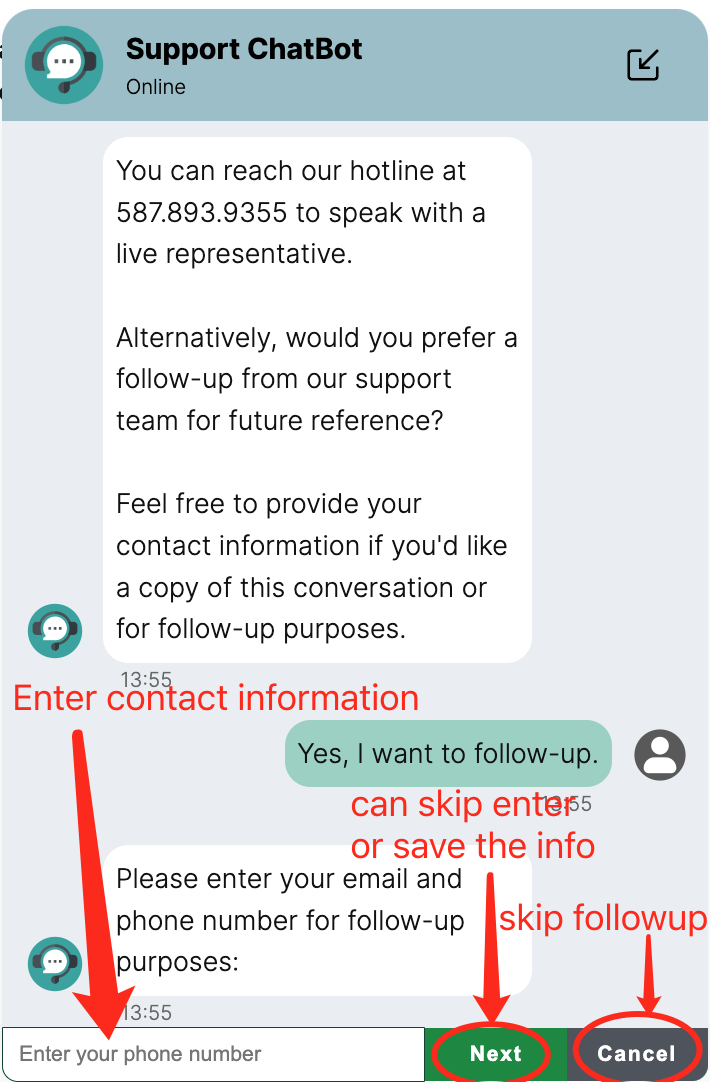 Support ChatBot
Online
You can reach our hotline at
587.893.9355 to speak with a
live representative.
Alternatively, would you prefer a
follow-up from our support
team for future reference?
Feel free to provide your
contact information if you'd like
a copy of this conversation or
for follow-up purposes.
13:55
Enter contact information
Yes, I want to follow-up.
13:55
can skip enter
or save the info
Please enter your email and
phone number for follow-up
purposes:
skip followup
13:55
Enter your phone number
Next
Cancel